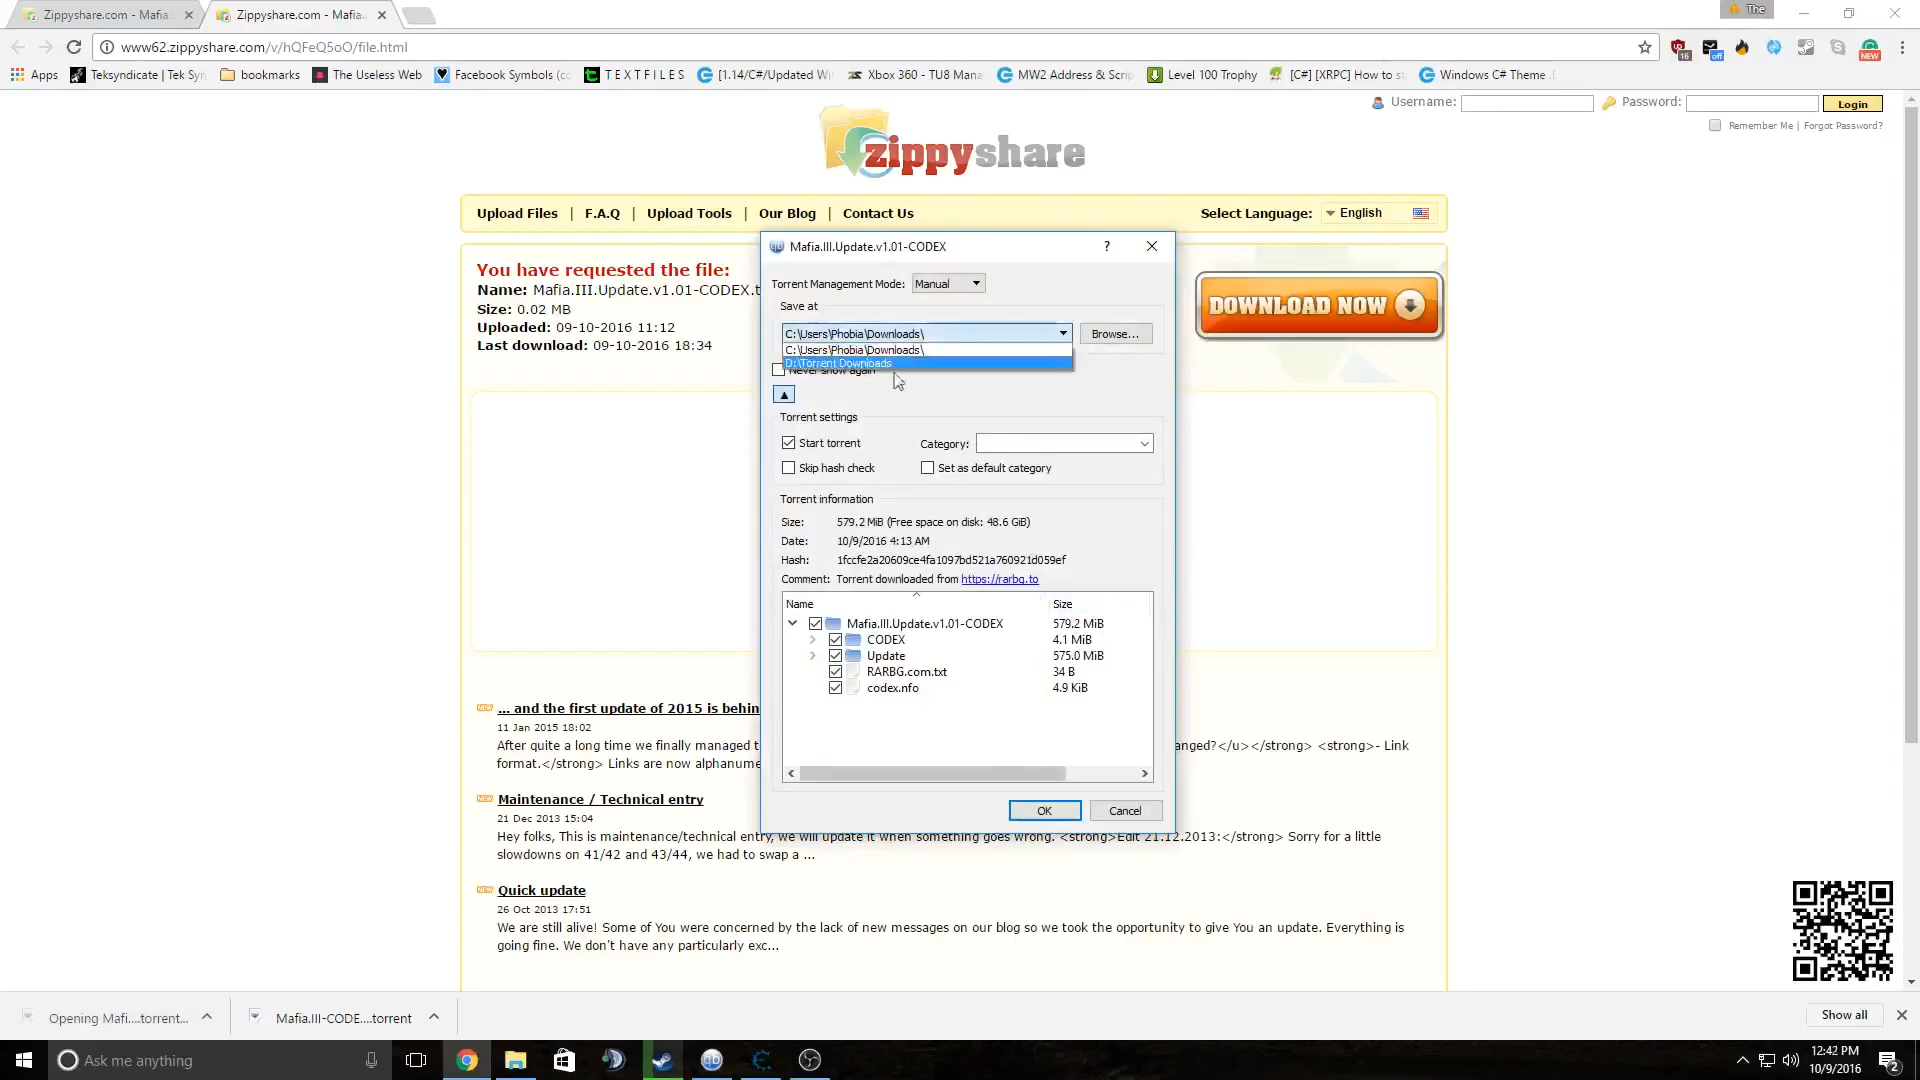 Zippyshare.com - Mafia.
Zippyshare.com - Mafia.
The
www62.zippyshare.com/v/hQFeQ5oO/file.html
16
off
NEW
Apps
Teksyndicate | Tek Syn
bookmarks
The Useless Web
Facebook Symbols (co
T E X T F I L E S
[1.14/C#/Updated Wi
Xbox 360 - TU8 Mana
MW2 Address & Scrip
Level 100 Trophy
[C#] [XRPC] How to st
Windows C# Theme .[
Username:
Password:
Login
Remember Me | Forgot Password?
zippyshare
Upload Files | F.A.Q | Upload Tools | Our Blog | Contact Us
Select Language:
English
You have requested the file:
Name: Mafia.III.Update.v1.01-CODEX.t
Size: 0.02 MB
Uploaded: 09-10-2016 11:12
Last download: 09-10-2016 18:34
DOWNLOAD NOW
Mafia.III.Update.v1.01-CODEX
?
Torrent Management Mode: Manual
Save at
C:\Users\Phobia\Downloads\
Browse...
C:\Users\Phobia\Downloads\
D:\Torrent Downloads
Never show again
Torrent settings
Start torrent
Category:
Skip hash check
Set as default category
Torrent information
Size: 579.2 MiB (Free space on disk: 48.6 GiB)
Date: 10/9/2016 4:13 AM
Hash: 1fccfe2a20609ce4fa1097bd521a760921d059ef
Comment: Torrent downloaded from https://rarbg.to
Name Size
Mafia.III.Update.v1.01-CODEX 579.2 MiB
CODEX 4.1 MiB
Update 575.0 MiB
RARBG.com.txt 34 B
codex.nfo 4.9 KiB
OK
Cancel
NEW ... and the first update of 2015 is behin
11 Jan 2015 18:02
After quite a long time we finally managed t
anged?</u></strong> <strong>- Link
format.</strong> Links are now alphanume
NEW Maintenance / Technical entry
21 Dec 2013 15:04
Hey folks, This is maintenance/technical entry, we will update it when something goes wrong. <strong>Edit 21.12.2013:</strong> Sorry for a little
slowdowns on 41/42 and 43/44, we had to swap a ...
NEW Quick update
26 Oct 2013 17:51
We are still alive! Some of You were concerned by the lack of new messages on our blog so we took the opportunity to give You an update. Everything is
going fine. We don't have any particularly exc...
Opening Mafi....torrent...
Mafia.III-CODE....torrent
Show all
Ask me anything
12:42 PM
10/9/2016
2